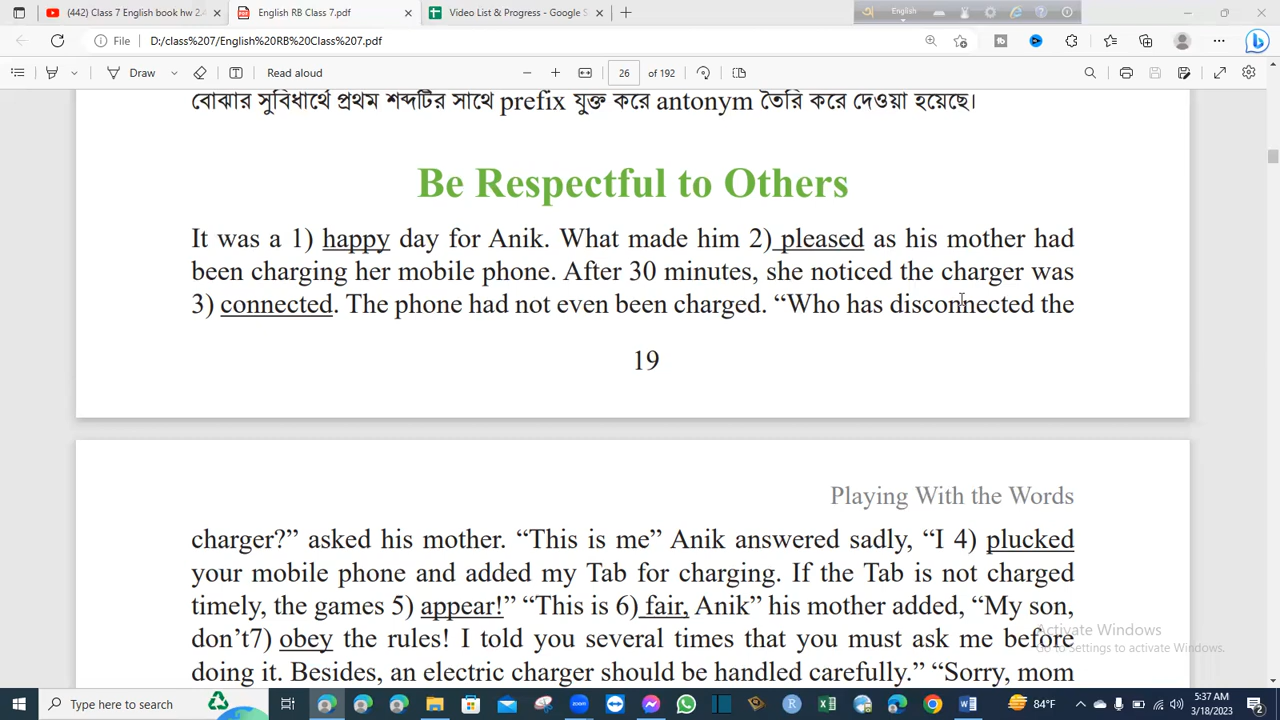 (442) Class 7 English book hw 2.
English RB Class 7.pdf
Video List & Progress - Google S
English
File
D:/class%207/English%20RB%20Class%207.pdf
Draw
Read aloud
26
of 192
বোঝার সুবিধার্থে প্রথম শব্দটির সাথে prefix যুক্ত করে antonym তৈরি করে দেওয়া হয়েছে।
Be Respectful to Others
It was a 1) happy day for Anik. What made him 2) pleased as his mother had
been charging her mobile phone. After 30 minutes, she noticed the charger was
3) connected. The phone had not even been charged. “Who has disconnected the
19
Playing With the Words
charger?” asked his mother. “This is me” Anik answered sadly, “I 4) plucked
your mobile phone and added my Tab for charging. If the Tab is not charged
timely, the games 5) appear!” “This is 6) fair, Anik” his mother added, “My son,
don’t7) obey the rules! I told you several times that you must ask me before
doing it. Besides, an electric charger should be handled carefully.” “Sorry, mom
Activate Windows
Go to Settings to activate Windows.
Type here to search
84°F
5:37 AM
3/18/2023